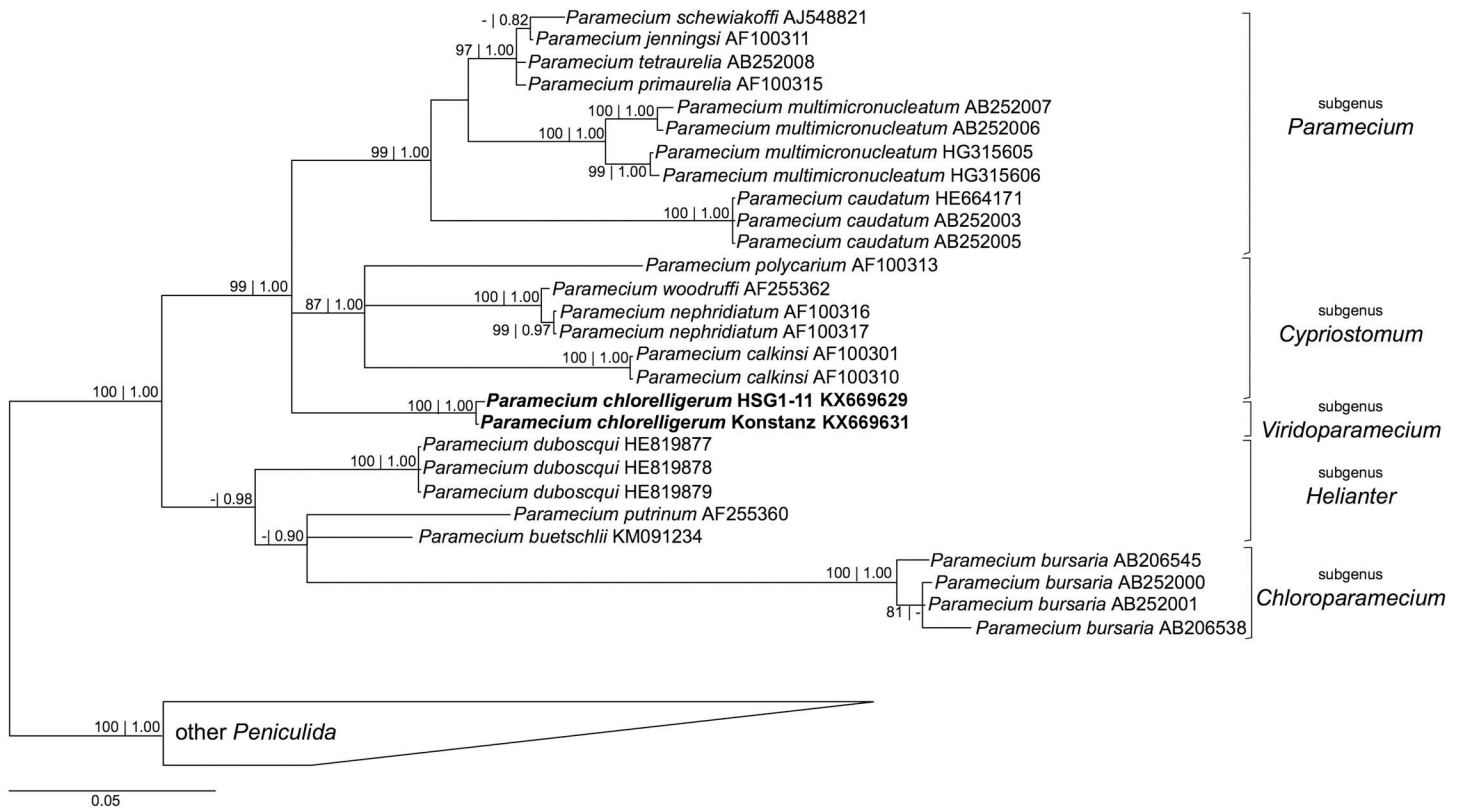 - | 0.82
Paramecium schewiakoffi AJ548821
Paramecium jenningsi AF100311
97 | 1.00
Paramecium tetraurelia AB252008
Paramecium primaurelia AF100315
100 | 1.00
Paramecium multimicronucleatum AB252007
Paramecium multimicronucleatum AB252006
100 | 1.00
Paramecium multimicronucleatum HG315605
99 | 1.00
Paramecium multimicronucleatum HG315606
99 | 1.00
Paramecium caudatum HE664171
100 | 1.00
Paramecium caudatum AB252003
Paramecium caudatum AB252005
subgenus
Paramecium
Paramecium polycarium AF100313
99 | 1.00
87 | 1.00
100 | 1.00
Paramecium woodruffi AF255362
Paramecium nephridiatum AF100316
99 | 0.97
Paramecium nephridiatum AF100317
100 | 1.00
Paramecium calkinsi AF100301
Paramecium calkinsi AF100310
subgenus
Cypriostomum
100 | 1.00
100 | 1.00
Paramecium chlorelligerum HSG1-11 KX669629
Paramecium chlorelligerum Konstanz KX669631
subgenus
Viridoparamecium
Paramecium duboscqui HE819877
100 | 1.00
Paramecium duboscqui HE819878
Paramecium duboscqui HE819879
-| 0.98
Paramecium putrinum AF255360
-| 0.90
Paramecium buetschlii KM091234
subgenus
Helianter
Paramecium bursaria AB206545
100 | 1.00
Paramecium bursaria AB252000
Paramecium bursaria AB252001
81 | -
Paramecium bursaria AB206538
subgenus
Chloroparamecium
100 | 1.00
other Peniculida
0.05